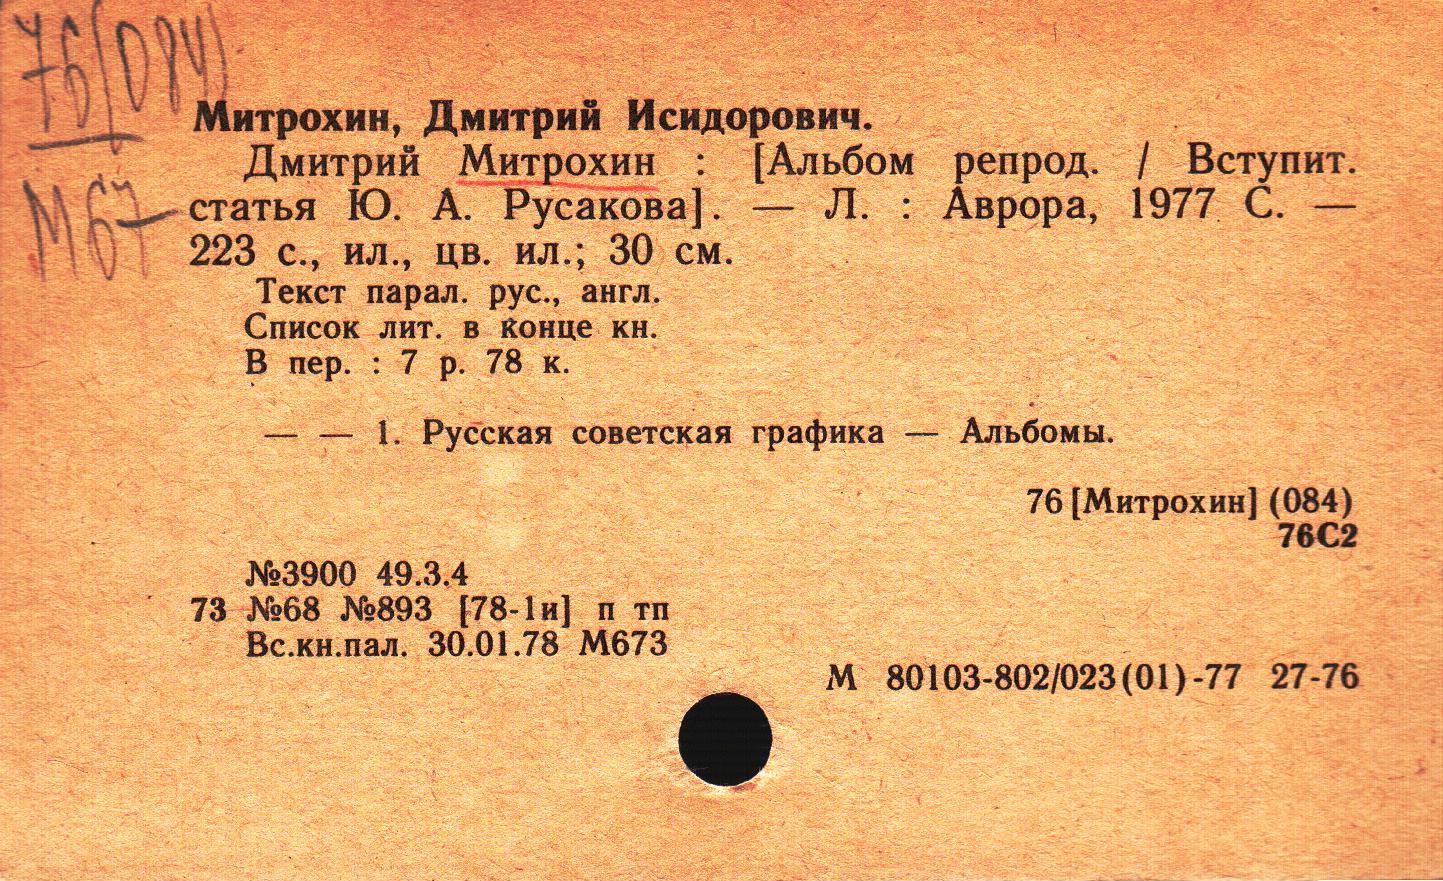 76(084)
М67
Митрохин, Дмитрий Исидорович.
Дмитрий Митрохин : [Альбом репрод. / Вступит.
статья Ю. А. Русакова]. — Л. : Аврора, 1977 С. —
223 с., ил., цв. ил.; 30 см.
Текст парал. рус., англ.
Список лит. в конце кн.
В пер. : 7 р. 78 к.
— — 1. Русская советская графика — Альбомы.
76 [Митрохин] (084)
76С2
№3900 49.3.4
73 №68 №893 [78-1и] п тп
Вс.кн.пал. 30.01.78 М673
М 80103-802/023(01)-77 27-76